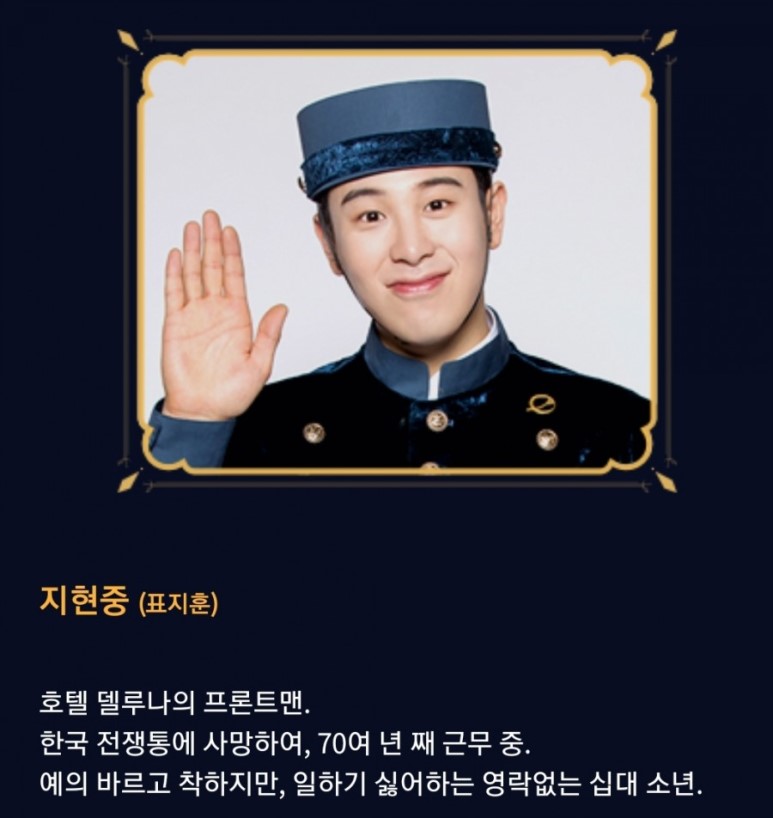 지현중 (표지훈)
호텔 델루나의 프론트맨.
한국 전쟁통에 사망하여, 70여 년 째 근무 중.
예의 바르고 착하지만, 일하기 싫어하는 영락없는 십대 소년.